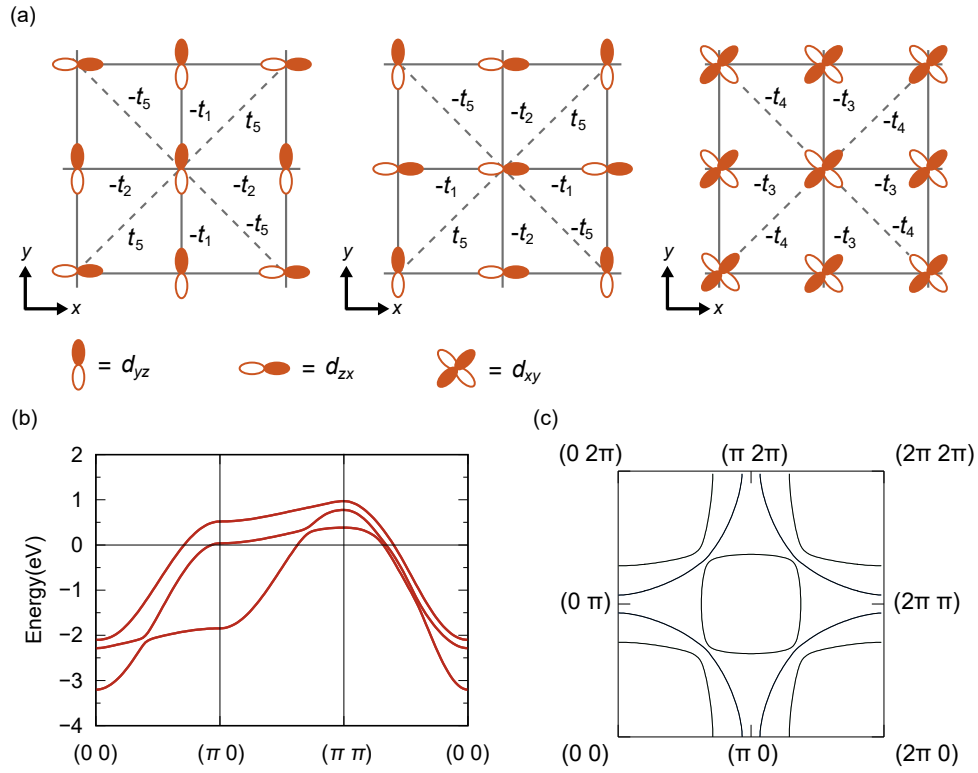 (a)
-t5 -t1 t5
-t2 -t2
t5 -t1 -t5
y
x
-t5 -t2 t5
-t1 -t1
t5 -t2 -t5
y
x
-t4 -t3 -t4
-t3 -t3
-t4 -t3 -t4
y
x
= dyz
= dzx
= dxy
(b)
2
1
0
−1
−2
−3
−4
Energy(eV)
(0 0) (π 0) (π π) (0 0)
(c)
(0 2π) (π 2π) (2π 2π)
(0 π) (2π π)
(0 0) (π 0) (2π 0)